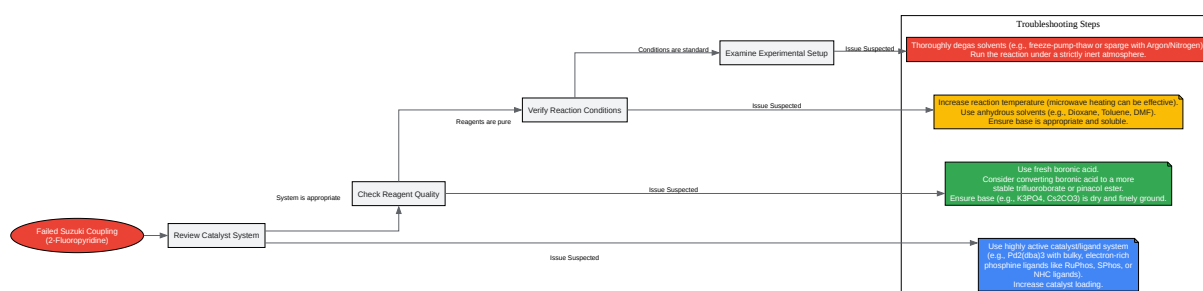 Troubleshooting Steps
Conditions are standard
Examine Experimental Setup
Issue Suspected
Thoroughly degas solvents (e.g., freeze-pump-thaw or sparge with Argon/Nitrogen)
Run the reaction under a strictly inert atmosphere.
Reagents are pure
Verify Reaction Conditions
Issue Suspected
Increase reaction temperature (microwave heating can be effective).
Use anhydrous solvents (e.g., Dioxane, Toluene, DMF).
Ensure base is appropriate and soluble.
System is appropriate
Check Reagent Quality
Issue Suspected
Use fresh boronic acid.
Consider converting boronic acid to a more
stable trifluoroborate or pinacol ester.
Ensure base (e.g., K3PO4, Cs2CO3) is dry and finely ground.
Failed Suzuki Coupling
(2-Fluoropyridine)
Review Catalyst System
Issue Suspected
Use highly active catalyst/ligand system
(e.g., Pd2(dba)3 with bulky, electron-rich
phosphine ligands like RuPhos, SPhos, or
NHC ligands).
Increase catalyst loading.